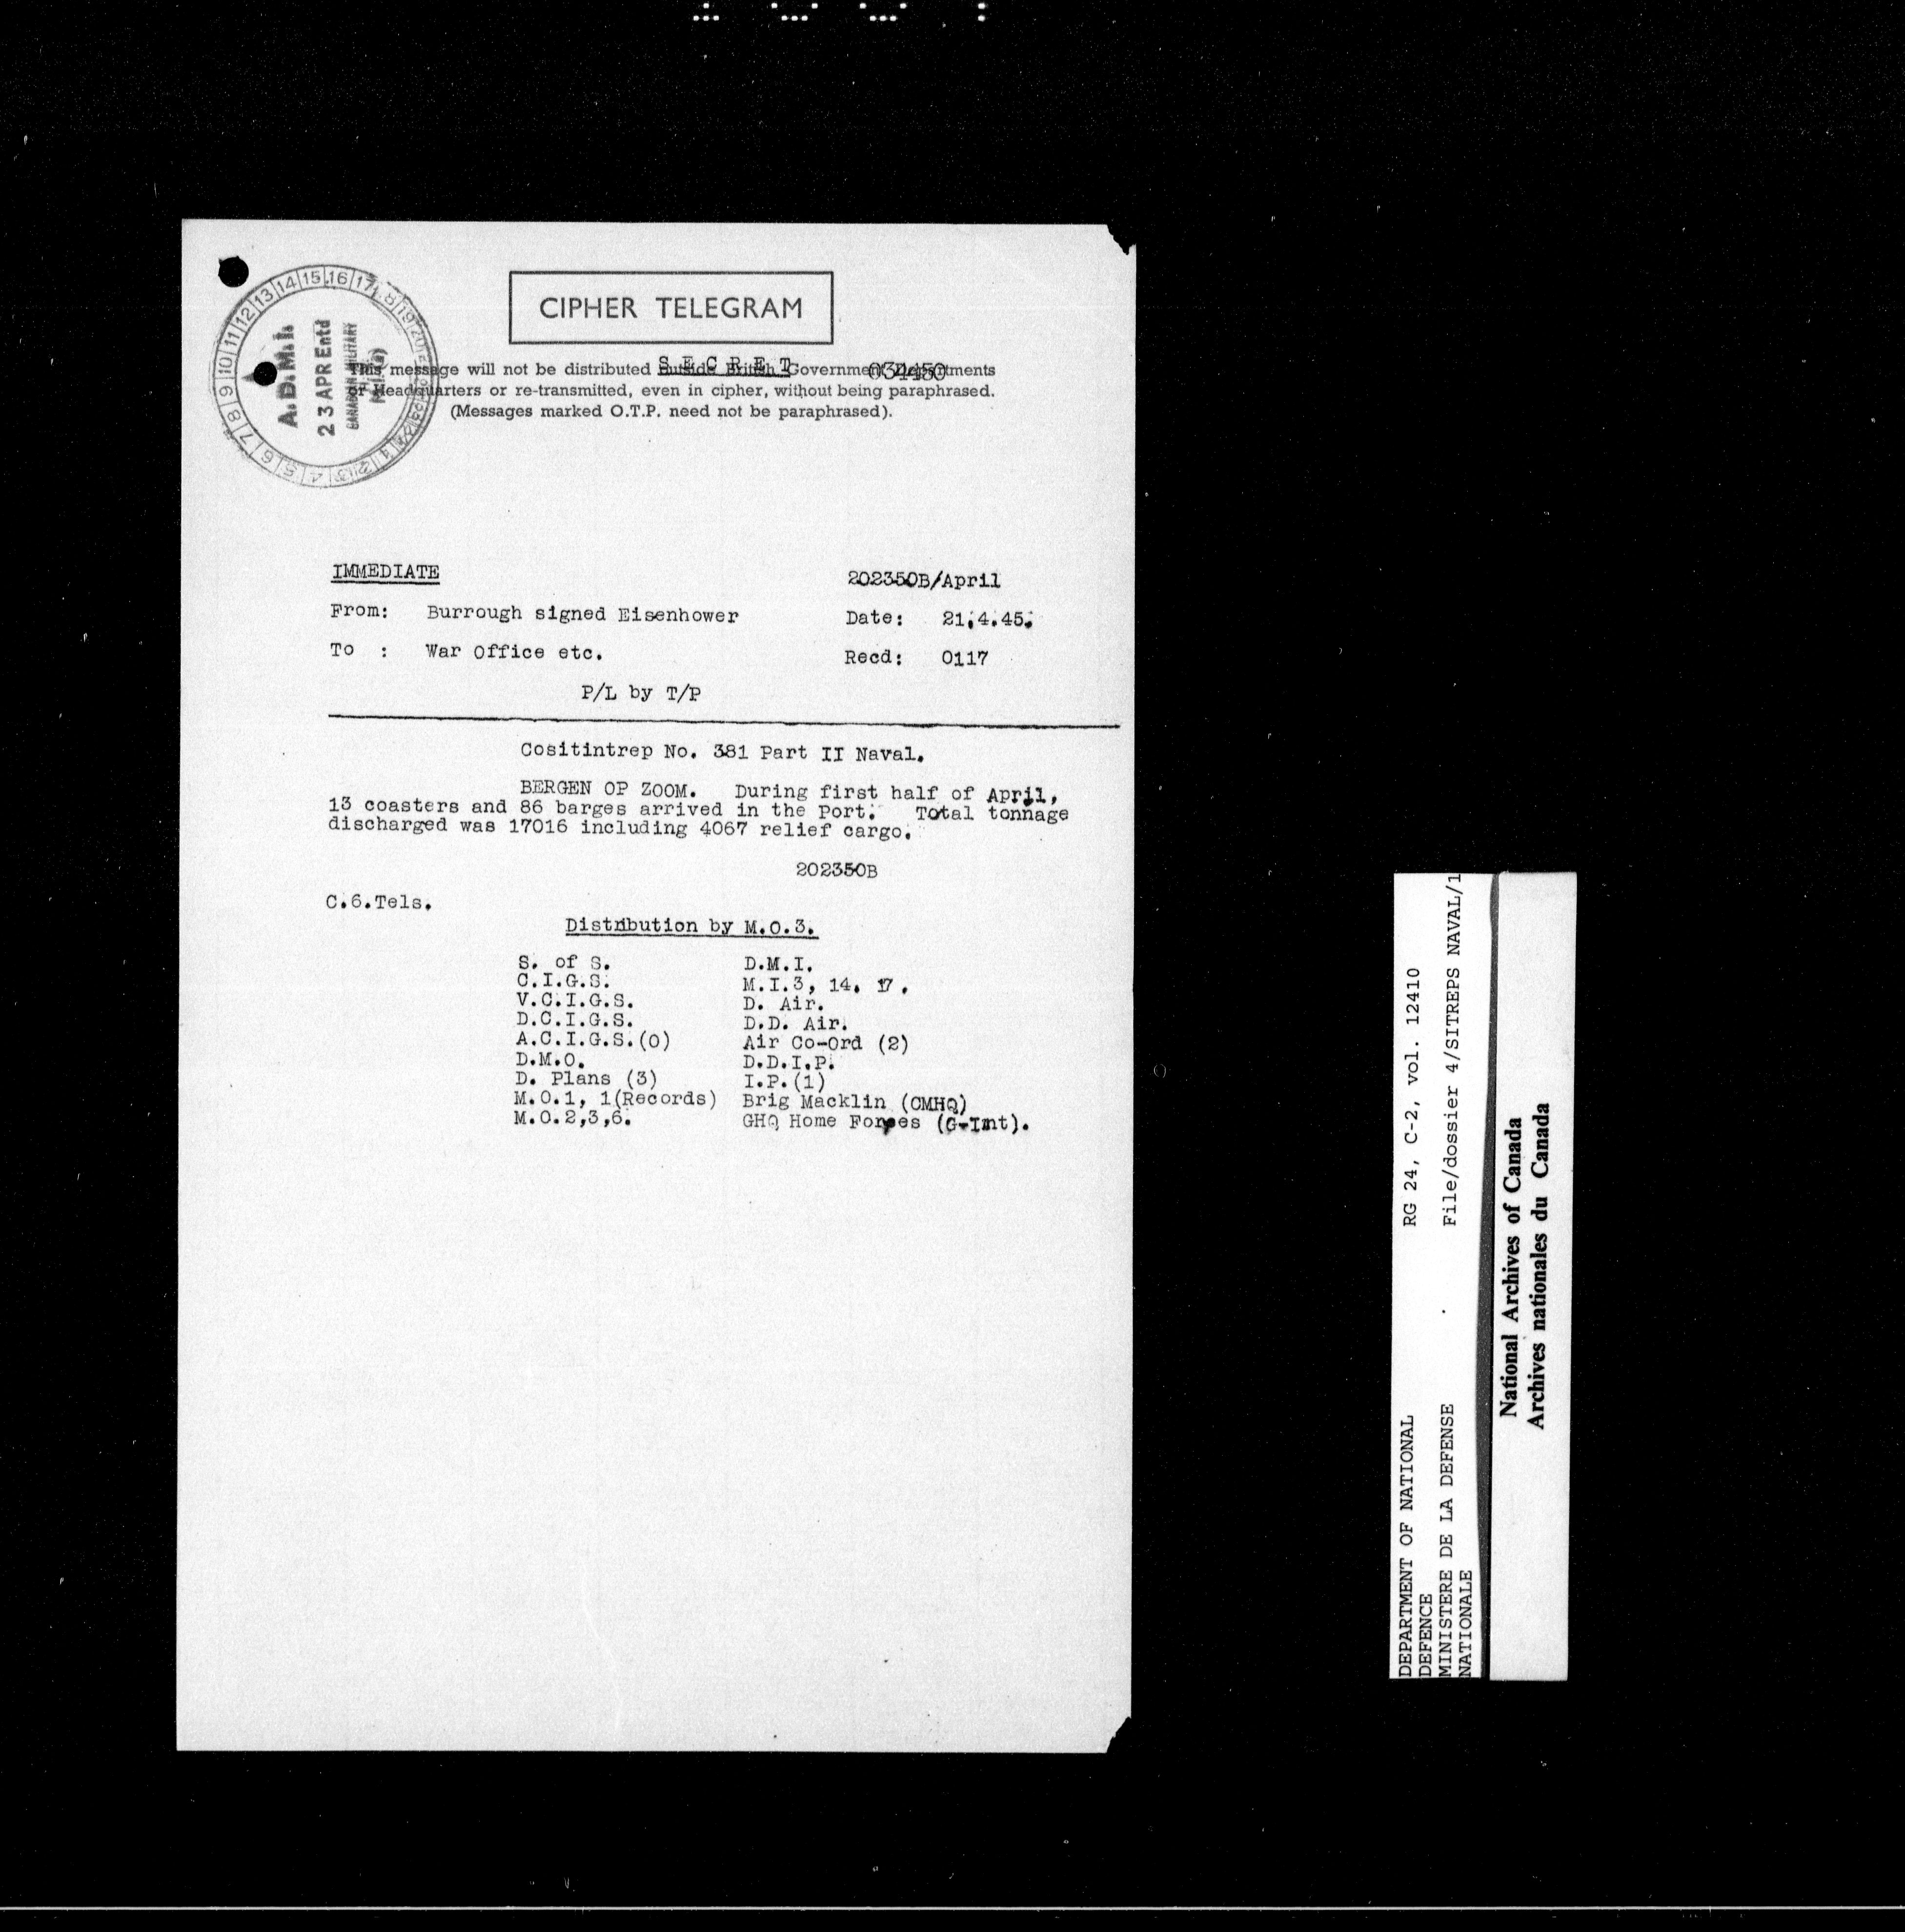 CIPHER TELEGRAM
SECRET
This message will not be distributed outside British Government Departments
or Headquarters or re-transmitted, even in cipher, without being paraphrased.
(Messages marked O.T.P. need not be paraphrased).
A.D.M.I.
23 APR Entd
CANADIAN MILITARY
IMMEDIATE
202350B/April
From: Burrough signed Eisenhower
Date: 21.4.45.
To : War Office etc.
Recd: 0117
P/L by T/P
Cositintrep No. 381 Part II Naval.
BERGEN OP ZOOM. During first half of April,
13 coasters and 86 barges arrived in the Port. Total tonnage
discharged was 17016 including 4067 relief cargo.
202350B
C.6.Tels.
Distribution by M.O.3.
S. of S. D.M.I.
C.I.G.S. M.I.3, 14. 17.
V.C.I.G.S. D. Air.
D.C.I.G.S. D.D. Air.
A.C.I.G.S.(O) Air Co-Ord (2)
D.M.O. D.D.I.P.
D. Plans (3) I.P.(1)
M.O.1, 1(Records) Brig Macklin (CMHQ)
M.O.2,3,6. GHQ Home Forces (G-Int).
DEPARTMENT OF NATIONAL RG 24, C-2, vol. 12410
DEFENCE
MINISTERE DE LA DEFENSE File/dossier 4/SITREPS NAVAL/1
NATIONALE
National Archives of Canada
Archives nationales du Canada